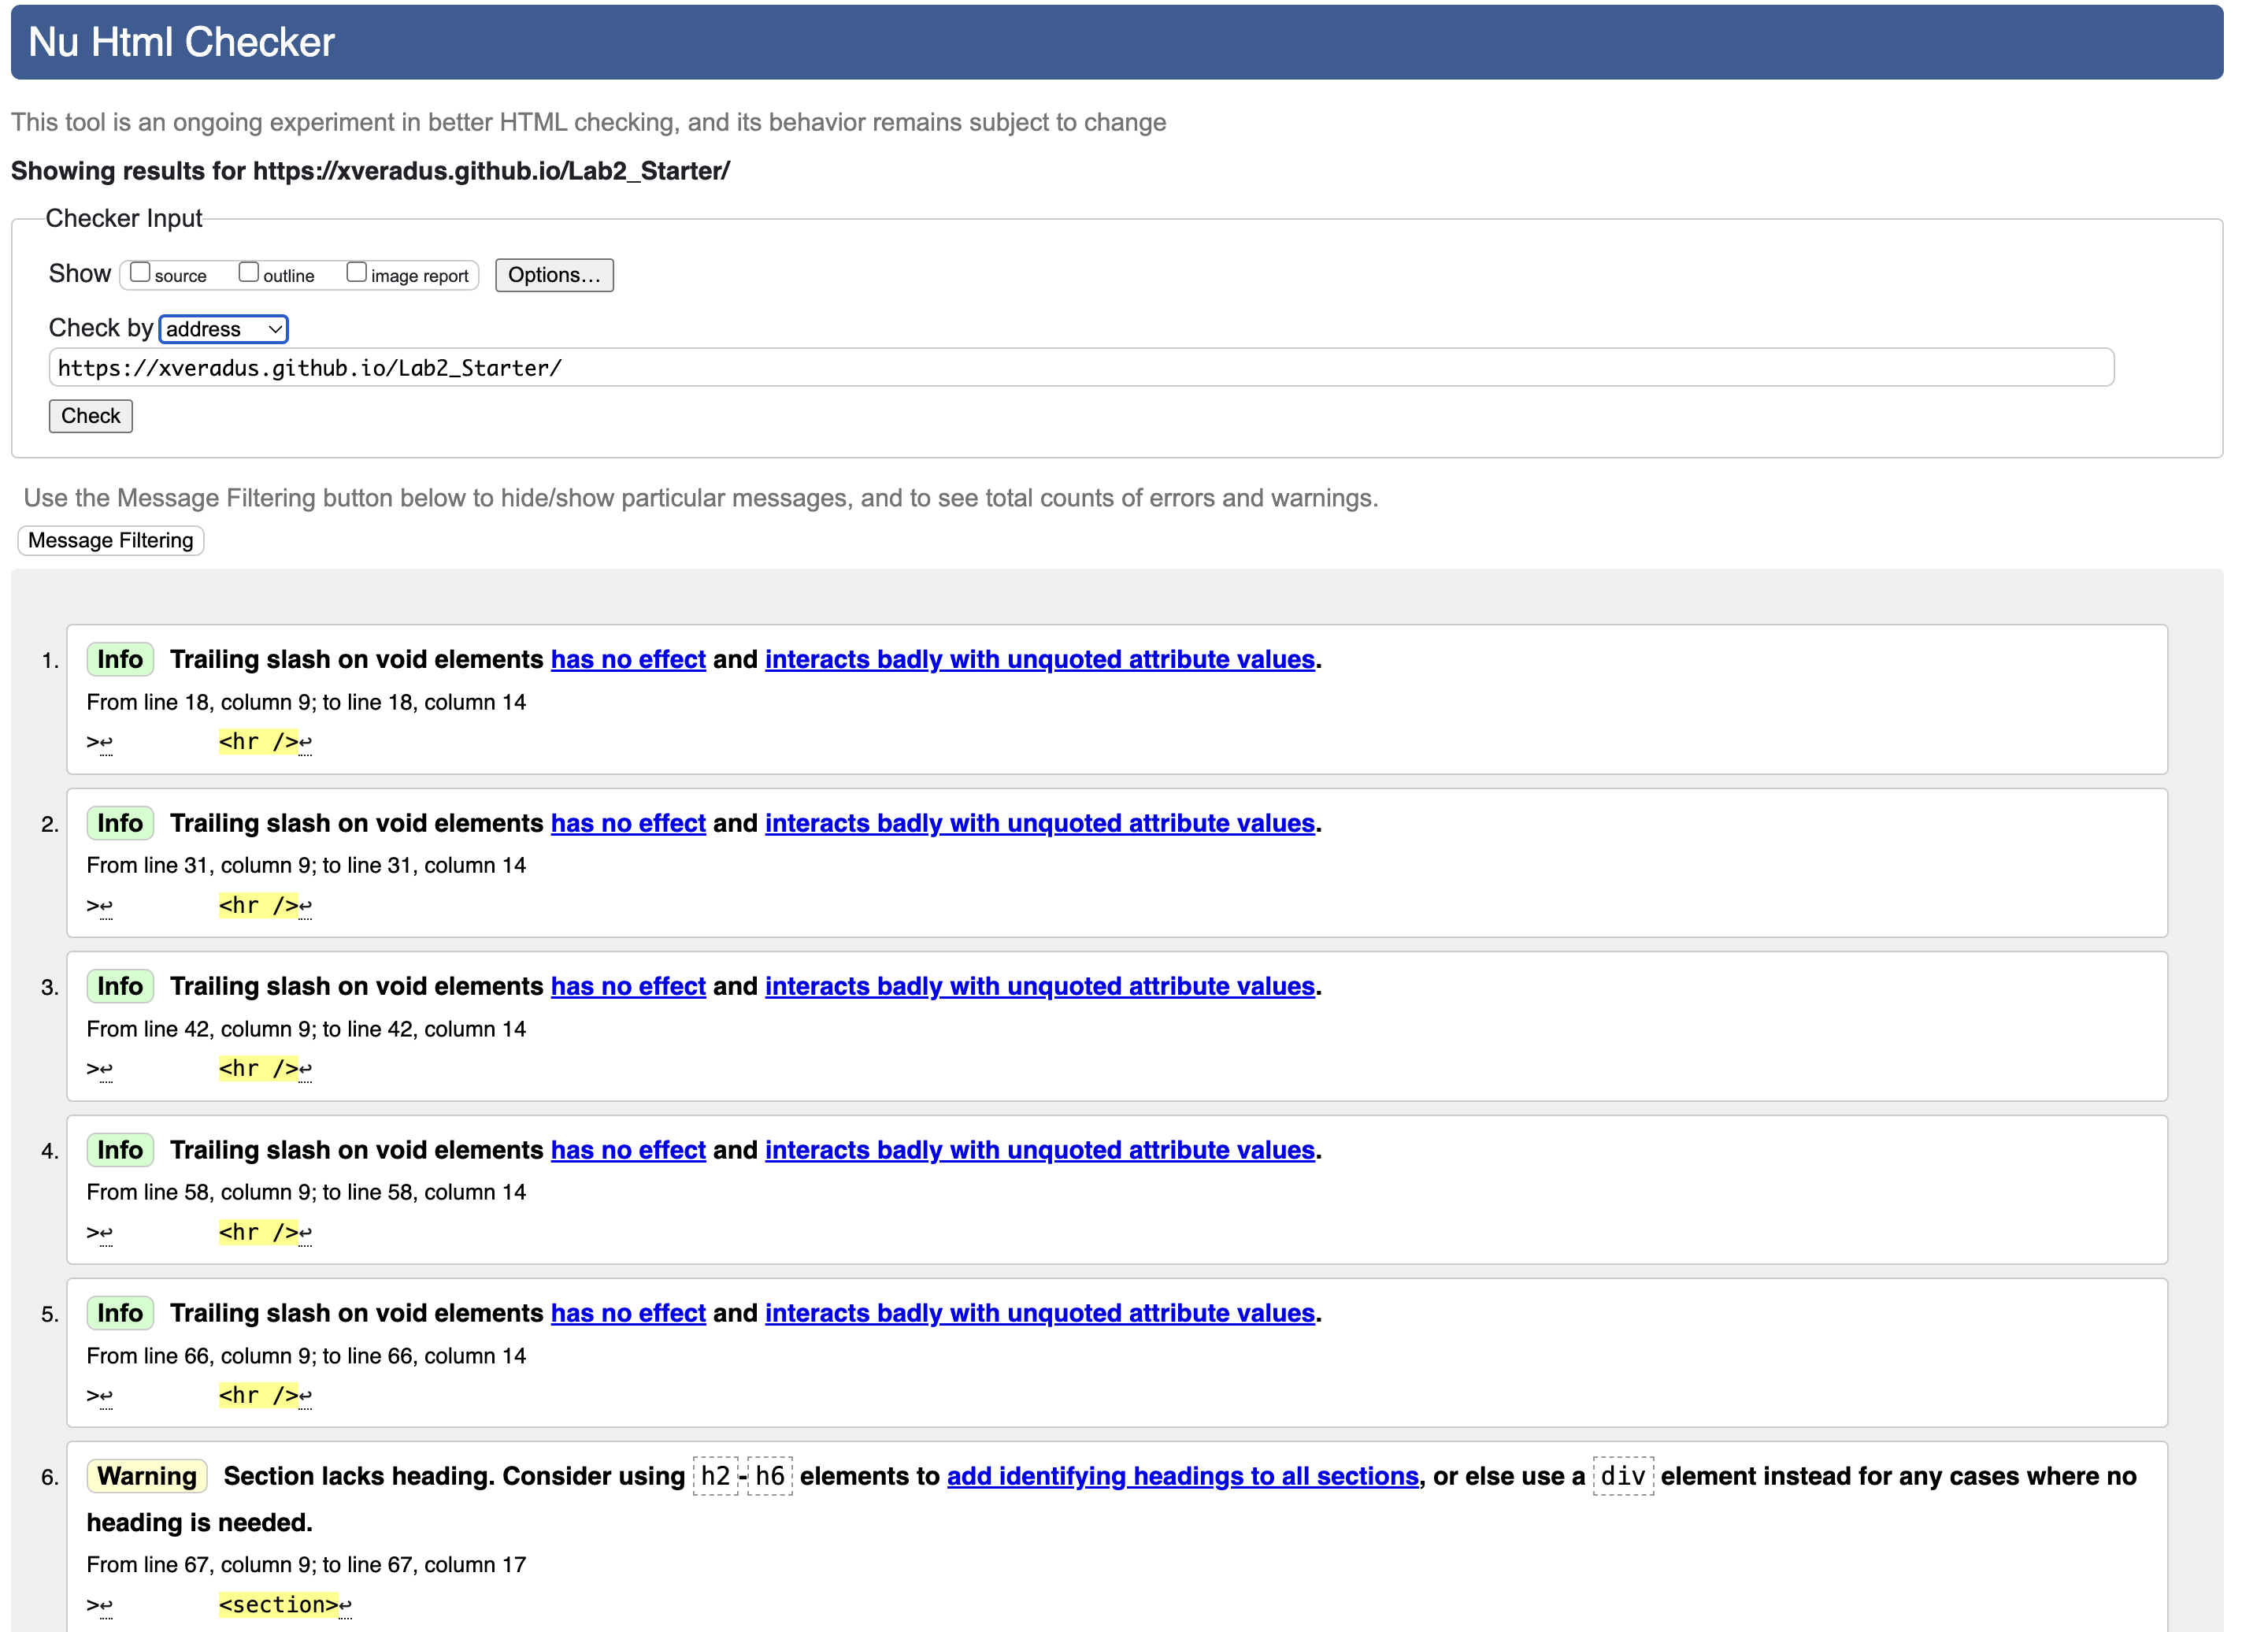 Nu Html Checker
This tool is an ongoing experiment in better HTML checking, and its behavior remains subject to change
Showing results for https://xveradus.github.io/Lab2_Starter/
Checker Input
Show source outline image report Options...
Check by address
https://xveradus.github.io/Lab2_Starter/
Check
Use the Message Filtering button below to hide/show particular messages, and to see total counts of errors and warnings.
Message Filtering
1. Info Trailing slash on void elements has no effect and interacts badly with unquoted attribute values.
From line 18, column 9; to line 18, column 14
>↩ <hr />↩
2. Info Trailing slash on void elements has no effect and interacts badly with unquoted attribute values.
From line 31, column 9; to line 31, column 14
>↩ <hr />↩
3. Info Trailing slash on void elements has no effect and interacts badly with unquoted attribute values.
From line 42, column 9; to line 42, column 14
>↩ <hr />↩
4. Info Trailing slash on void elements has no effect and interacts badly with unquoted attribute values.
From line 58, column 9; to line 58, column 14
>↩ <hr />↩
5. Info Trailing slash on void elements has no effect and interacts badly with unquoted attribute values.
From line 66, column 9; to line 66, column 14
>↩ <hr />↩
6. Warning Section lacks heading. Consider using h2-h6 elements to add identifying headings to all sections, or else use a div element instead for any cases where no
heading is needed.
From line 67, column 9; to line 67, column 17
>↩ <section>↩